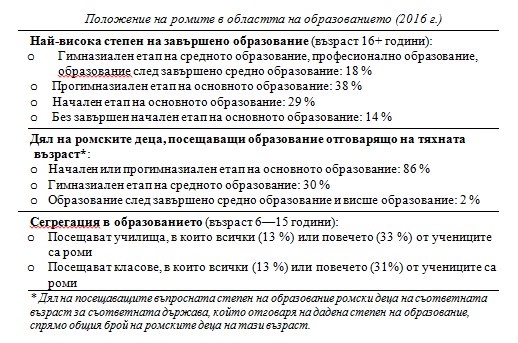 Положение на ромите в областта на образованието (2016 г.)
Най-висока степен на завършено образование (възраст 16+ години):
o Гимназиален етап на средното образование, професионално образование,
образование след завършено средно образование: 18 %
o Прогимназиален етап на основното образование: 38 %
o Начален етап на основното образование: 29 %
o Без завършен начален етап на основното образование: 14 %
Дял на ромските деца, посещаващи образование отговарящо на тяхната
възраст*:
o Начален или прогимназиален етап на основното образование: 86 %
o Гимназиален етап на средното образование: 30 %
o Образование след завършено средно образование и висше образование: 2 %
Сегрегация в образованието (възраст 6—15 години):
o Посещават училища, в които всички (13 %) или повечето (33 %) от учениците
са роми
o Посещават класове, в които всички (13 %) или повечето (31%) от учениците са
роми
* Дял на посещаващите въпросната степен на образование ромски деца на съответната
възраст за съответната държава, който отговаря на дадена степен на образование,
спрямо общия брой на ромските деца на тази възраст.